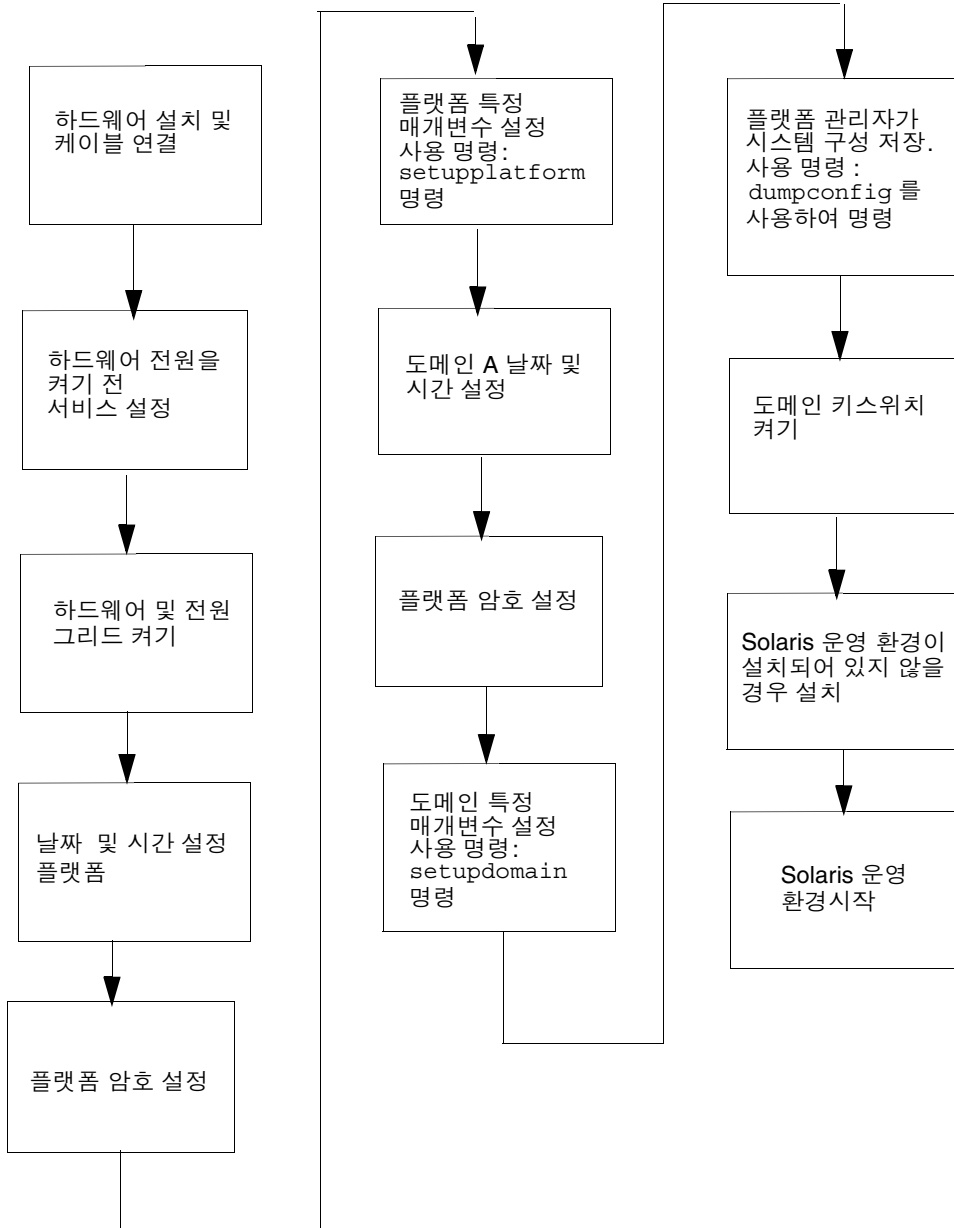 하드웨어 설치 및
케이블 연결
하드웨어 전원을
켜기 전
서비스 설정
하드웨어 및 전원
그리드 켜기
날짜 및 시간 설정
플랫폼
플랫폼 암호 설정
플랫폼 특정
매개변수 설정
사용 명령:
setupplatform
명령
도메인 A 날짜 및
시간 설정
플랫폼 암호 설정
도메인 특정
매개변수 설정
사용 명령:
setupdomain
명령
플랫폼 관리자가
시스템 구성 저장.
사용 명령 :
dumpconfig 를
사용하여 명령
도메인 키스위치
켜기
Solaris 운영 환경이
설치되어 있지 않을
경우 설치
Solaris 운영
환경시작